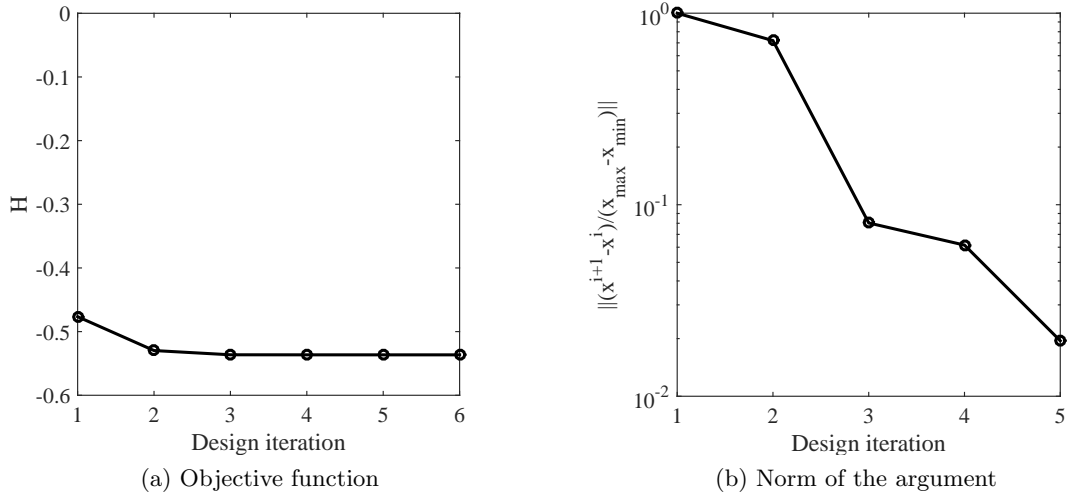 0
-0.1
-0.2
-0.3
-0.4
-0.5
-0.6
H
1 2 3 4 5 6
Design iteration
(a) Objective function
10^0
10^-1
10^-2
||(x^{i+1}-x^i)/(x_max-x_min)||
1 2 3 4 5
Design iteration
(b) Norm of the argument